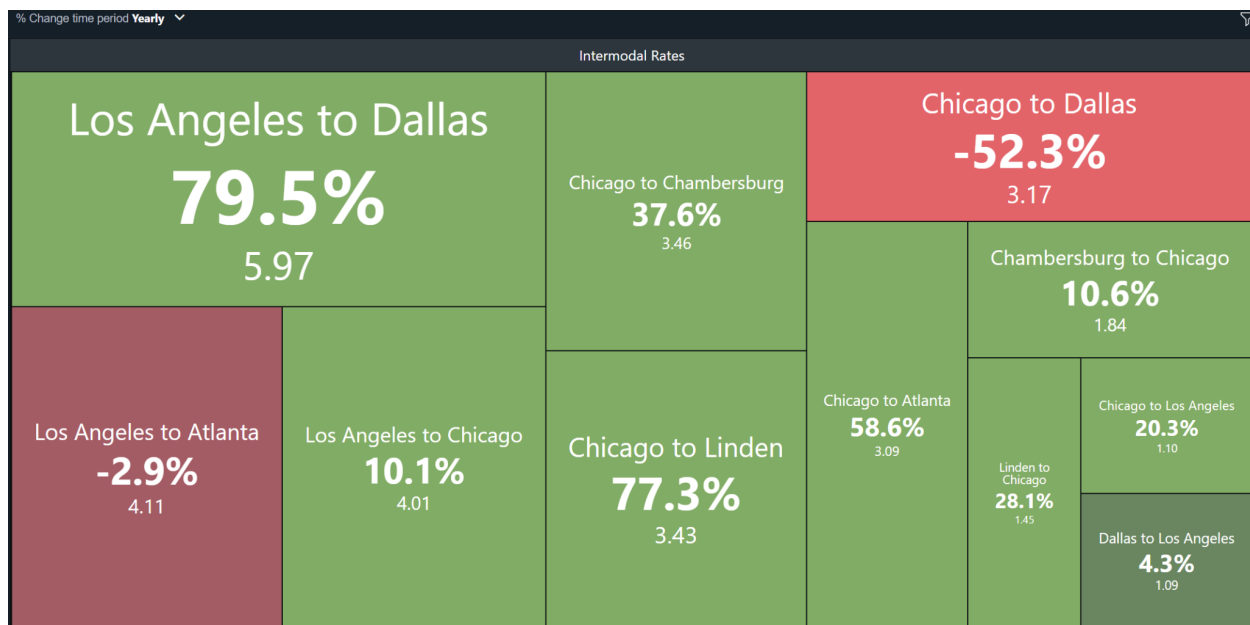 % Change time period Yearly
Intermodal Rates
Los Angeles to Dallas
79.5%
5.97
Los Angeles to Atlanta
-2.9%
4.11
Los Angeles to Chicago
10.1%
4.01
Chicago to Chambersburg
37.6%
3.46
Chicago to Linden
77.3%
3.43
Chicago to Dallas
-52.3%
3.17
Chicago to Atlanta
58.6%
3.09
Chambersburg to Chicago
10.6%
1.84
Linden to
Chicago
28.1%
1.45
Chicago to Los Angeles
20.3%
1.10
Dallas to Los Angeles
4.3%
1.09